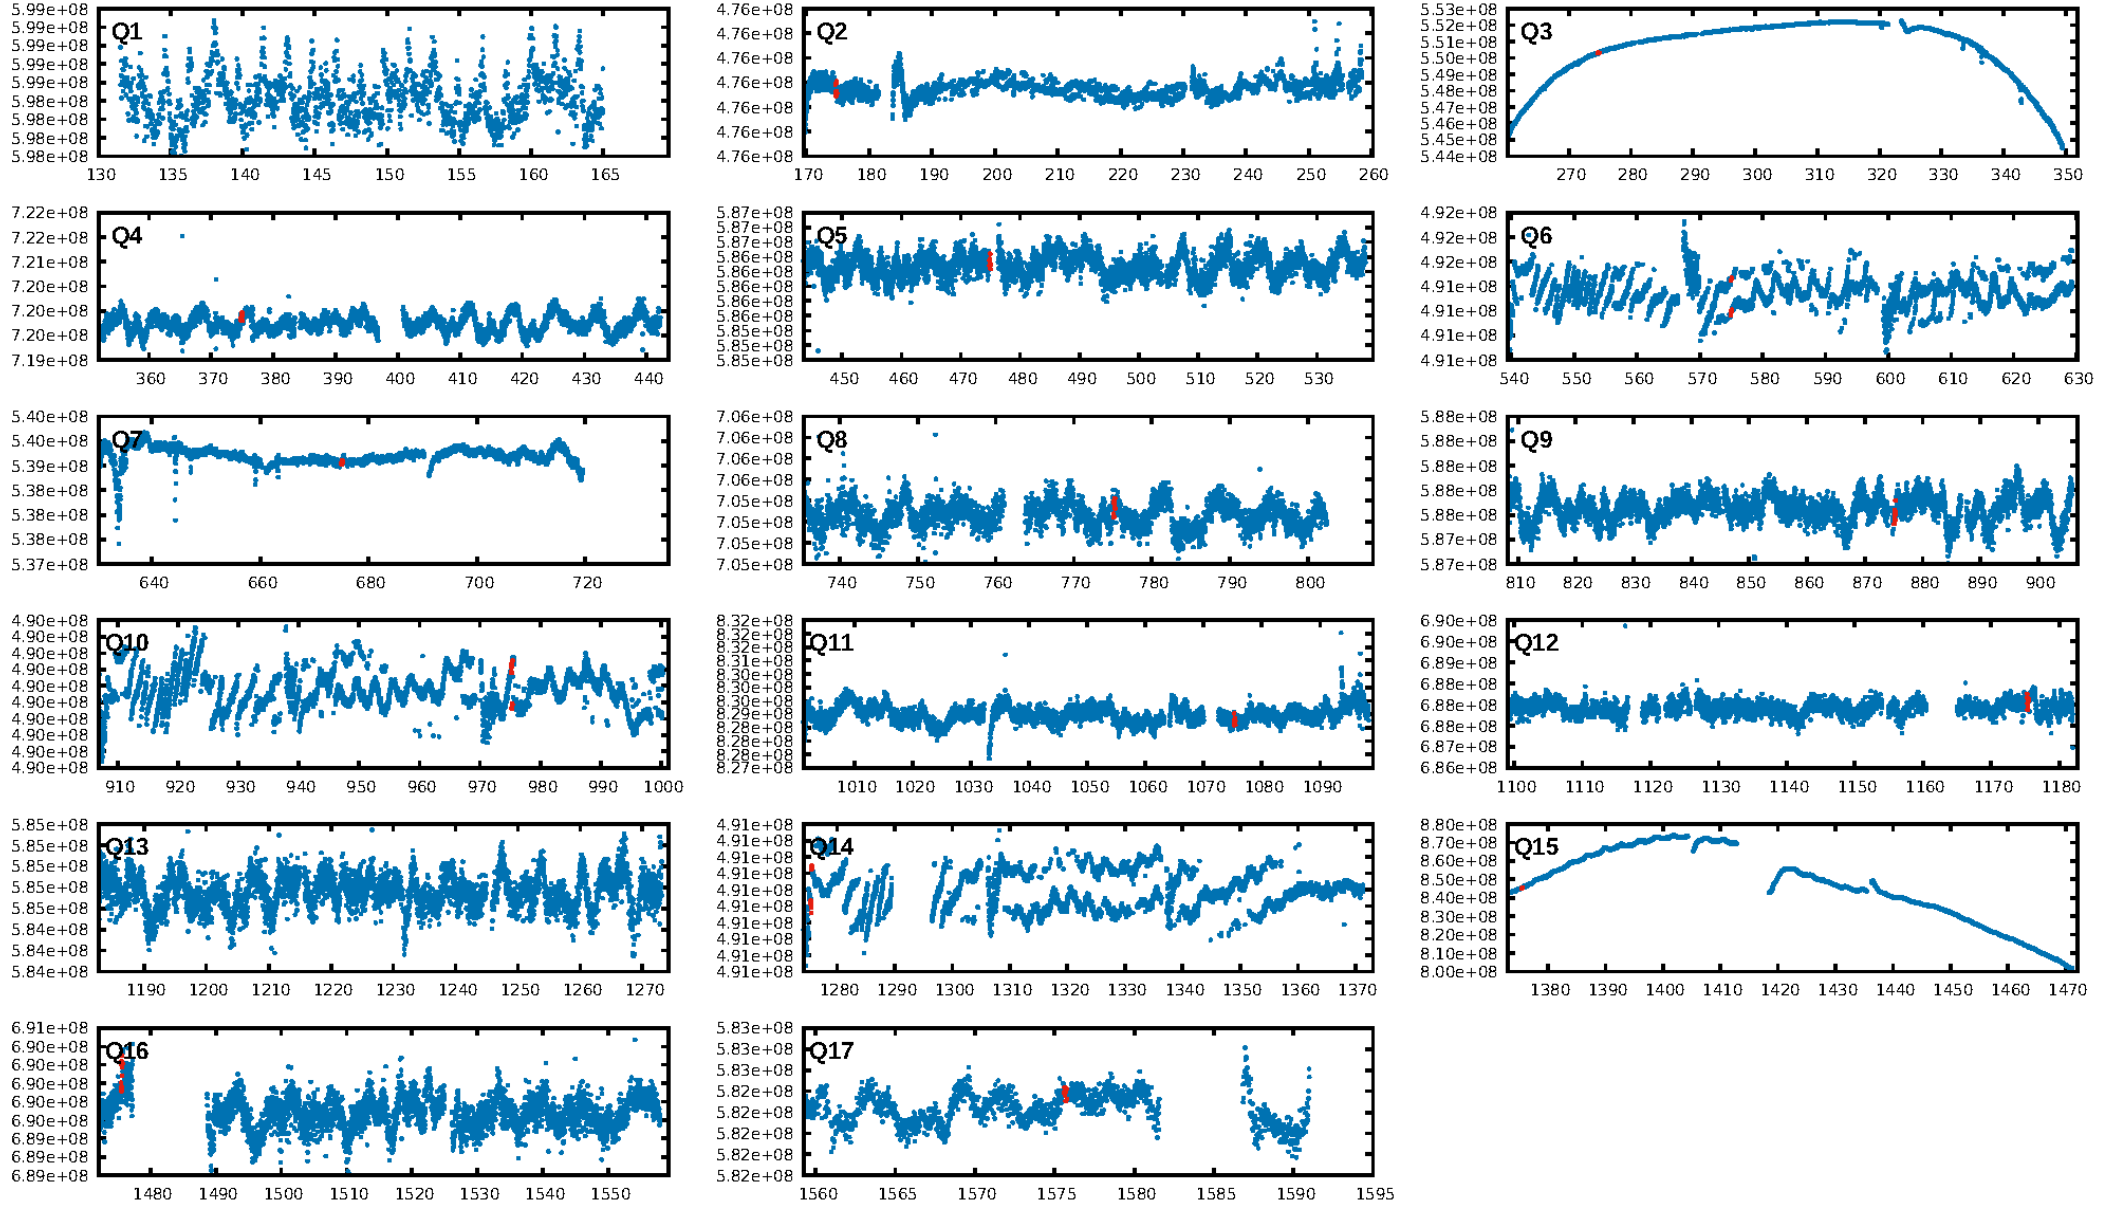 5.99e+08
5.99e+08
5.99e+08
5.99e+08
5.99e+08
5.98e+08
5.98e+08
5.98e+08
5.98e+08
Q1
130 135 140 145 150 155 160 165
4.76e+08
4.76e+08
4.76e+08
4.76e+08
4.76e+08
4.76e+08
4.76e+08
Q2
170 180 190 200 210 220 230 240 250 260
5.53e+08
5.52e+08
5.51e+08
5.50e+08
5.49e+08
5.48e+08
5.47e+08
5.46e+08
5.45e+08
5.44e+08
Q3
270 280 290 300 310 320 330 340 350
7.22e+08
7.22e+08
7.21e+08
7.20e+08
7.20e+08
7.20e+08
7.19e+08
Q4
360 370 380 390 400 410 420 430 440
5.87e+08
5.87e+08
5.87e+08
5.86e+08
5.86e+08
5.86e+08
5.86e+08
5.86e+08
5.85e+08
5.85e+08
5.85e+08
Q5
450 460 470 480 490 500 510 520 530
4.92e+08
4.92e+08
4.92e+08
4.91e+08
4.91e+08
4.91e+08
4.91e+08
Q6
540 550 560 570 580 590 600 610 620 630
5.40e+08
5.40e+08
5.39e+08
5.38e+08
5.38e+08
5.38e+08
5.37e+08
Q7
640 660 680 700 720
7.06e+08
7.06e+08
7.06e+08
7.06e+08
7.05e+08
7.05e+08
7.05e+08
7.05e+08
Q8
740 750 760 770 780 790 800
5.88e+08
5.88e+08
5.88e+08
5.88e+08
5.88e+08
5.87e+08
5.87e+08
Q9
810 820 830 840 850 860 870 880 890 900
4.90e+08
4.90e+08
4.90e+08
4.90e+08
4.90e+08
4.90e+08
4.90e+08
4.90e+08
4.90e+08
4.90e+08
Q10
910 920 930 940 950 960 970 980 990 1000
8.32e+08
8.32e+08
8.31e+08
8.31e+08
8.30e+08
8.30e+08
8.30e+08
8.29e+08
8.28e+08
8.28e+08
8.28e+08
8.27e+08
Q11
1010 1020 1030 1040 1050 1060 1070 1080 1090
6.90e+08
6.90e+08
6.89e+08
6.88e+08
6.88e+08
6.87e+08
6.86e+08
Q12
1100 1110 1120 1130 1140 1150 1160 1170 1180
5.85e+08
5.85e+08
5.85e+08
5.85e+08
5.85e+08
5.84e+08
5.84e+08
5.84e+08
Q13
1190 1200 1210 1220 1230 1240 1250 1260 1270
4.91e+08
4.91e+08
4.91e+08
4.91e+08
4.91e+08
4.91e+08
4.91e+08
4.91e+08
4.91e+08
4.91e+08
Q14
1280 1290 1300 1310 1320 1330 1340 1350 1360 1370
8.80e+08
8.70e+08
8.60e+08
8.50e+08
8.40e+08
8.30e+08
8.20e+08
8.10e+08
8.00e+08
Q15
1380 1390 1400 1410 1420 1430 1440 1450 1460 1470
6.91e+08
6.90e+08
6.90e+08
6.90e+08
6.90e+08
6.90e+08
6.89e+08
6.89e+08
6.89e+08
Q16
1480 1490 1500 1510 1520 1530 1540 1550
5.83e+08
5.83e+08
5.82e+08
5.82e+08
5.82e+08
5.82e+08
5.82e+08
5.82e+08
Q17
1560 1565 1570 1575 1580 1585 1590 1595